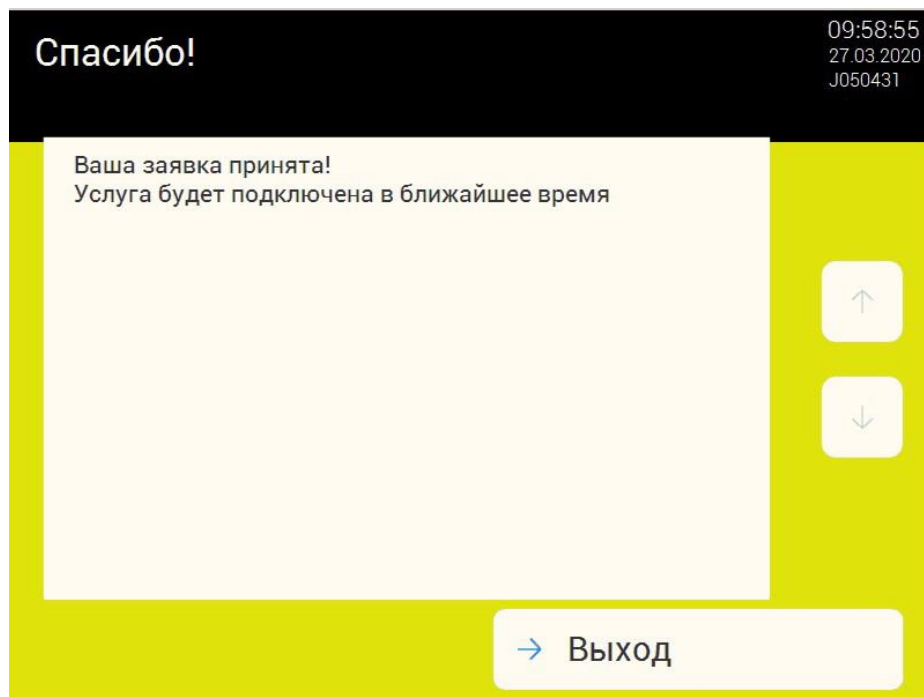 Спасибо!
09:58:55
27.03.2020
J050431
Ваша заявка принята!
Услуга будет подключена в ближайшее время
Выход